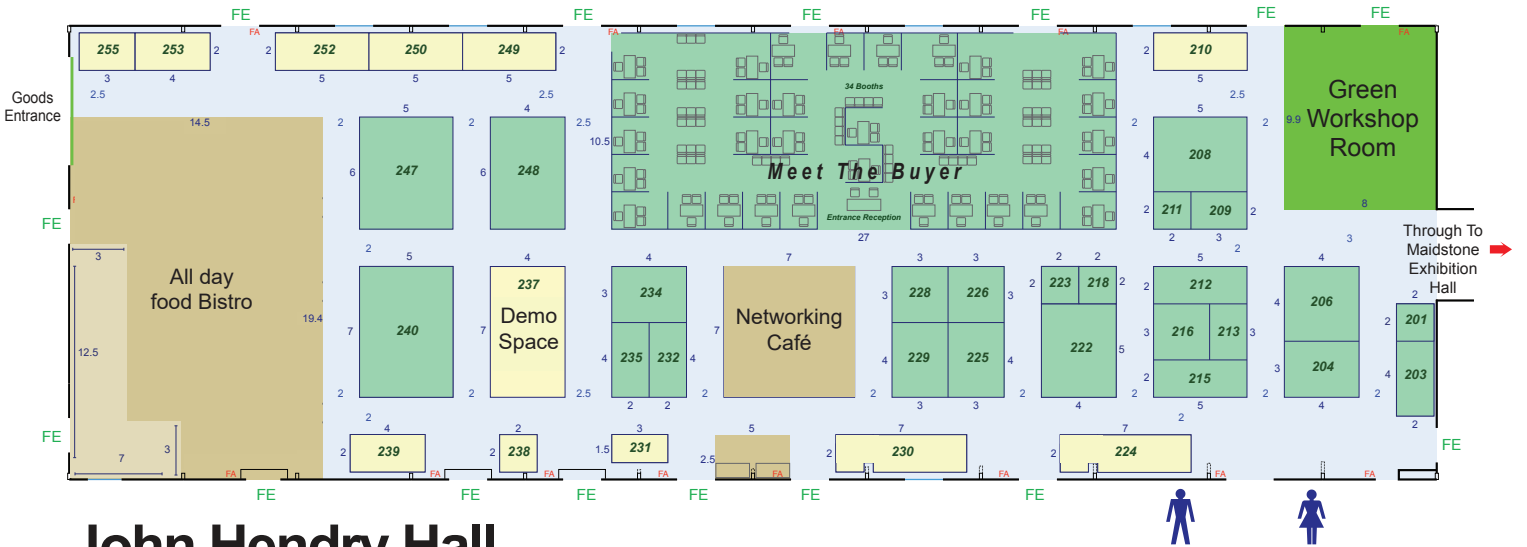 FE FE FE FE FE FE
FA FA FA FA FA
255 253 2 252 250 249 2 2 210
3 4 5 5 5 5
2.5 2.5
Goods
Entrance
34 Booths
Green
Workshop
Room
14.5 2 5 2 4 2.5 10.5 2 5 2 9.9
6 247 6 248 4 208
Meet The Buyer
2 211 209 2
Entrance Reception
8
FE
27 2 3 2 3
Through To
Maidstone
Exhibition
Hall
3
All day
food Bistro
19.4
12.5
2 5 4 4 7 3 3 4 2 2 5 4 2
7 240 7 237
Demo
Space
3 234
7 Networking
Café
3 228 226 3
2 223 218 2
212
4 206
2 201
4 235 232 4
4 229 225 4
222 5
3 216 213 3
3 204
4 203
2 215
2 2 2 2.5 2 2 2 2 3 3 2 2 4 2 2 5 2 2 4 2 2
FE
7 3
4 2 3 5 7 7
2 239 2 238 1.5 231 2.5 2 230 2 224
FE
FA FA FA FA FA FA FA FA
FE FE FE FE FE
John Hendry Hall